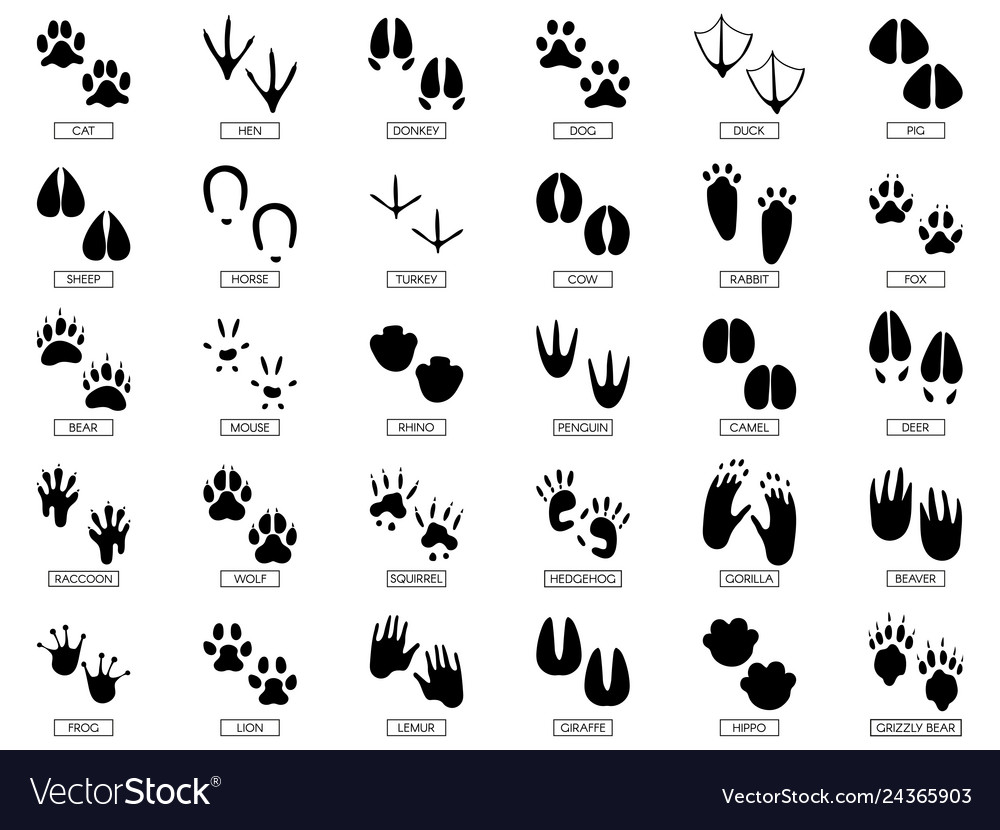 CAT HEN DONKEY DOG DUCK PIG
SHEEP HORSE TURKEY COW RABBIT FOX
BEAR MOUSE RHINO PENGUIN CAMEL DEER
RACCOON WOLF SQUIRREL HEDGEHOG GORILLA BEAVER
FROG LION LEMUR GIRAFFE HIPPO GRIZZLY BEAR
VectorStock® VectorStock.com/24365903